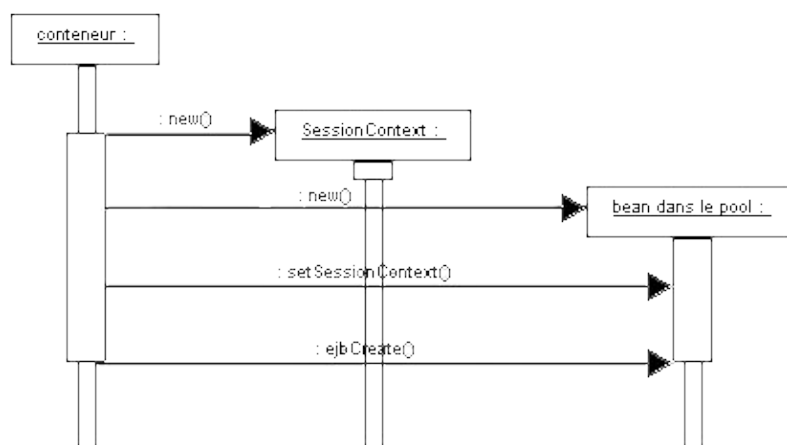 conteneur :
: new()
SessionContext :
: new()
bean dans le pool :
: setSessionContext()
: ejbCreate()